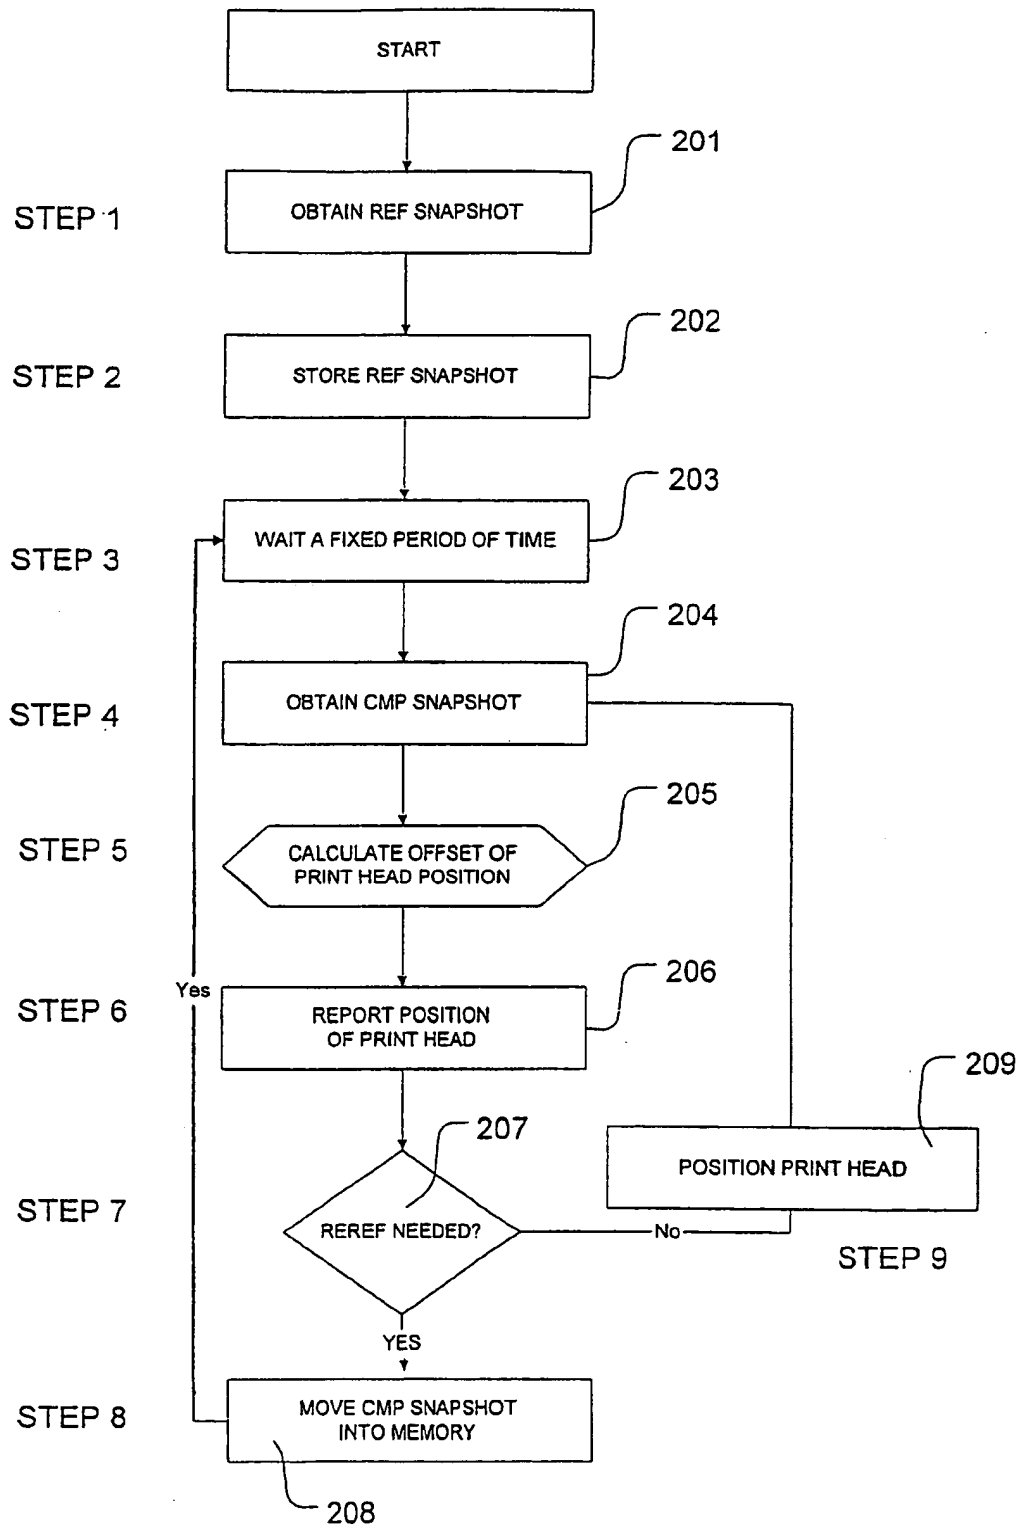 START
201
STEP 1
OBTAIN REF SNAPSHOT
202
STEP 2
STORE REF SNAPSHOT
203
STEP 3
WAIT A FIXED PERIOD OF TIME
204
STEP 4
OBTAIN CMP SNAPSHOT
205
STEP 5
CALCULATE OFFSET OF
PRINT HEAD POSITION
206
Yes
STEP 6
REPORT POSITION
OF PRINT HEAD
209
207
POSITION PRINT HEAD
STEP 7
REREF NEEDED?
No
STEP 9
YES
STEP 8
MOVE CMP SNAPSHOT
INTO MEMORY
208